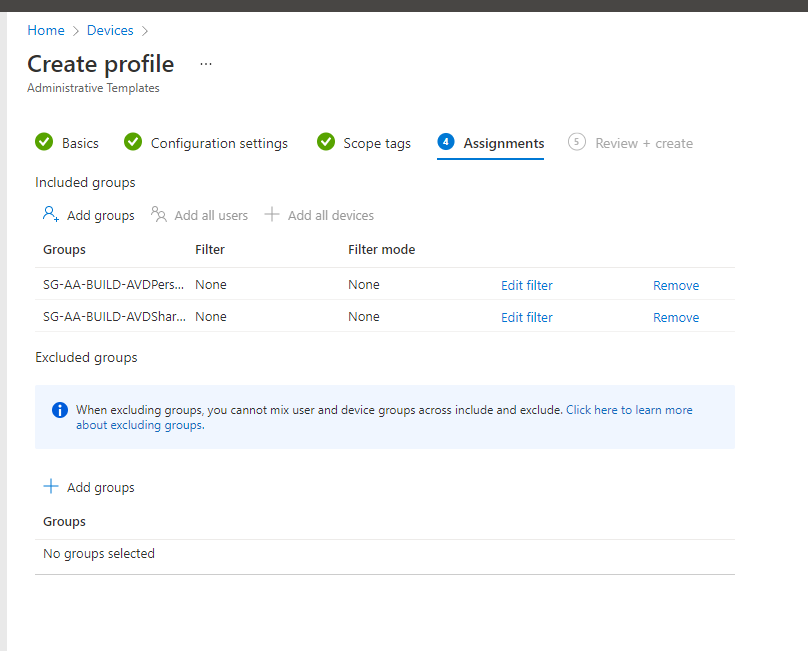 Home > Devices >
Create profile ...
Administrative Templates
Basics Configuration settings Scope tags 4 Assignments 5 Review + create
Included groups
Add groups Add all users Add all devices
Groups Filter Filter mode
SG-AA-BUILD-AVDPers... None None Edit filter Remove
SG-AA-BUILD-AVDShar... None None Edit filter Remove
Excluded groups
When excluding groups, you cannot mix user and device groups across include and exclude. Click here to learn more
about excluding groups.
Add groups
Groups
No groups selected